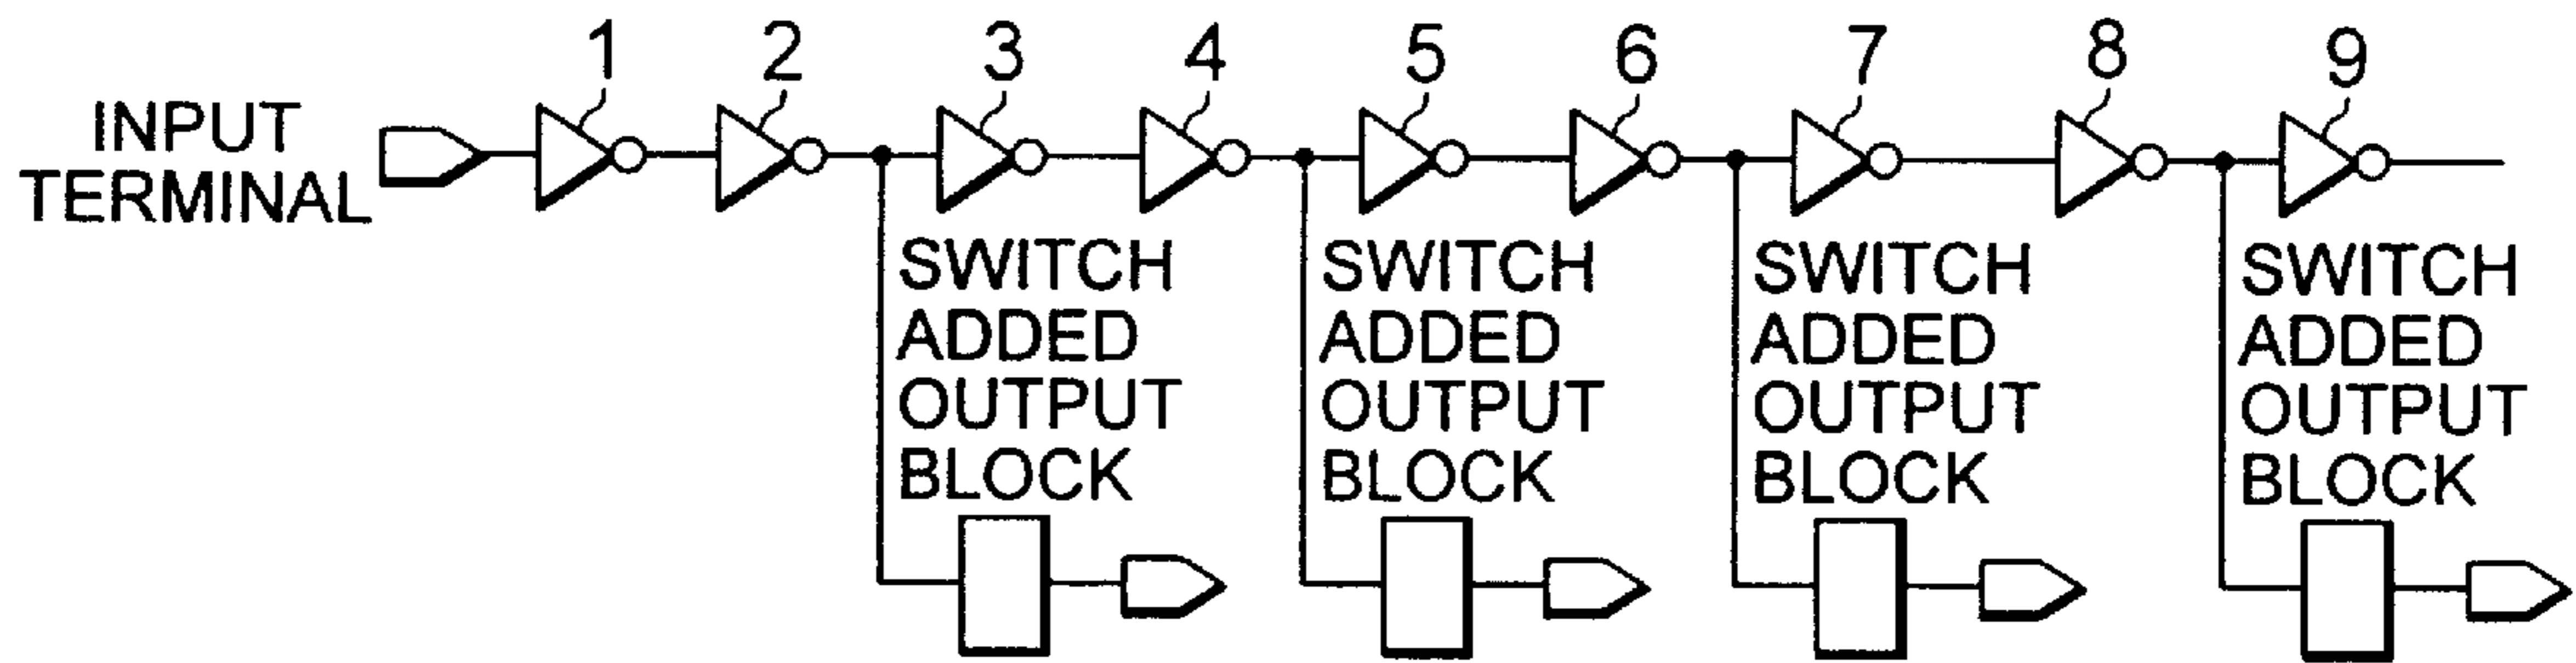 1 2 3 4 5 6 7 8 9
INPUT
TERMINAL
SWITCH
ADDED
OUTPUT
BLOCK
SWITCH
ADDED
OUTPUT
BLOCK
SWITCH
ADDED
OUTPUT
BLOCK
SWITCH
ADDED
OUTPUT
BLOCK